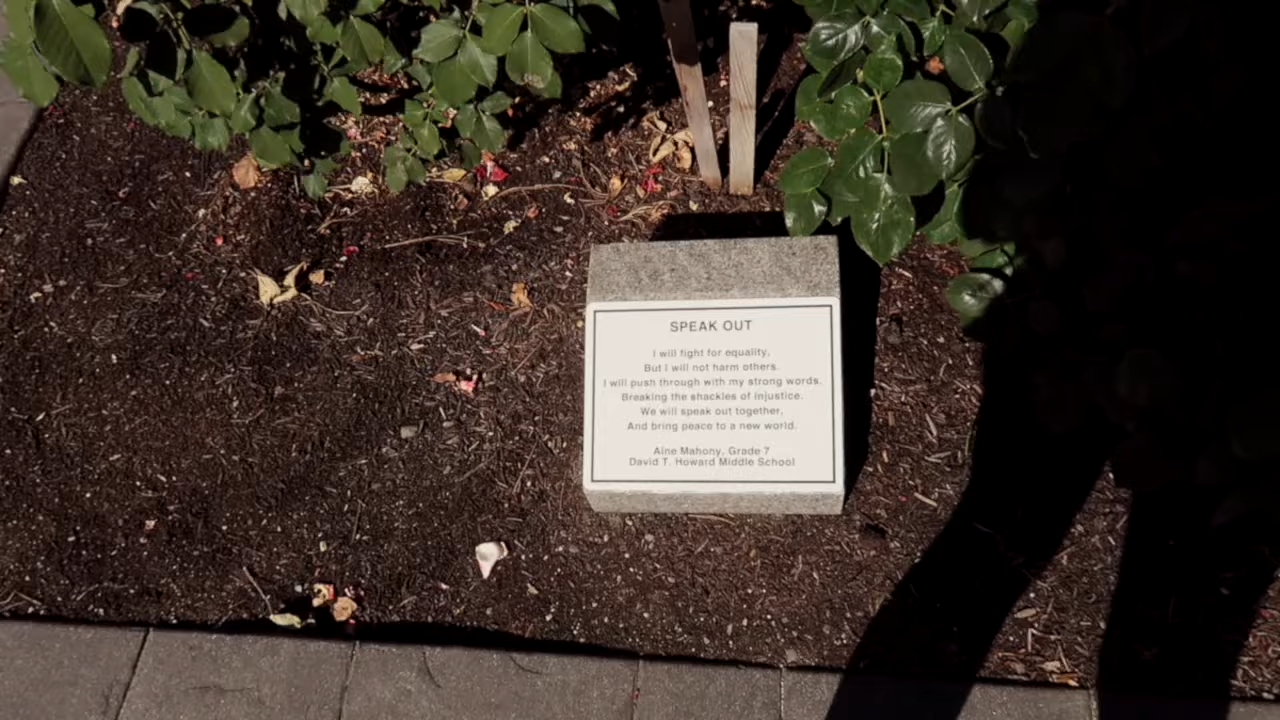 SPEAK OUT
I will fight for equality,
But I will not harm others.
I will push through with my strong words.
Breaking the shackles of injustice.
We will speak out together,
And bring peace to a new world.
Aine Mahony, Grade 7
David T. Howard Middle School